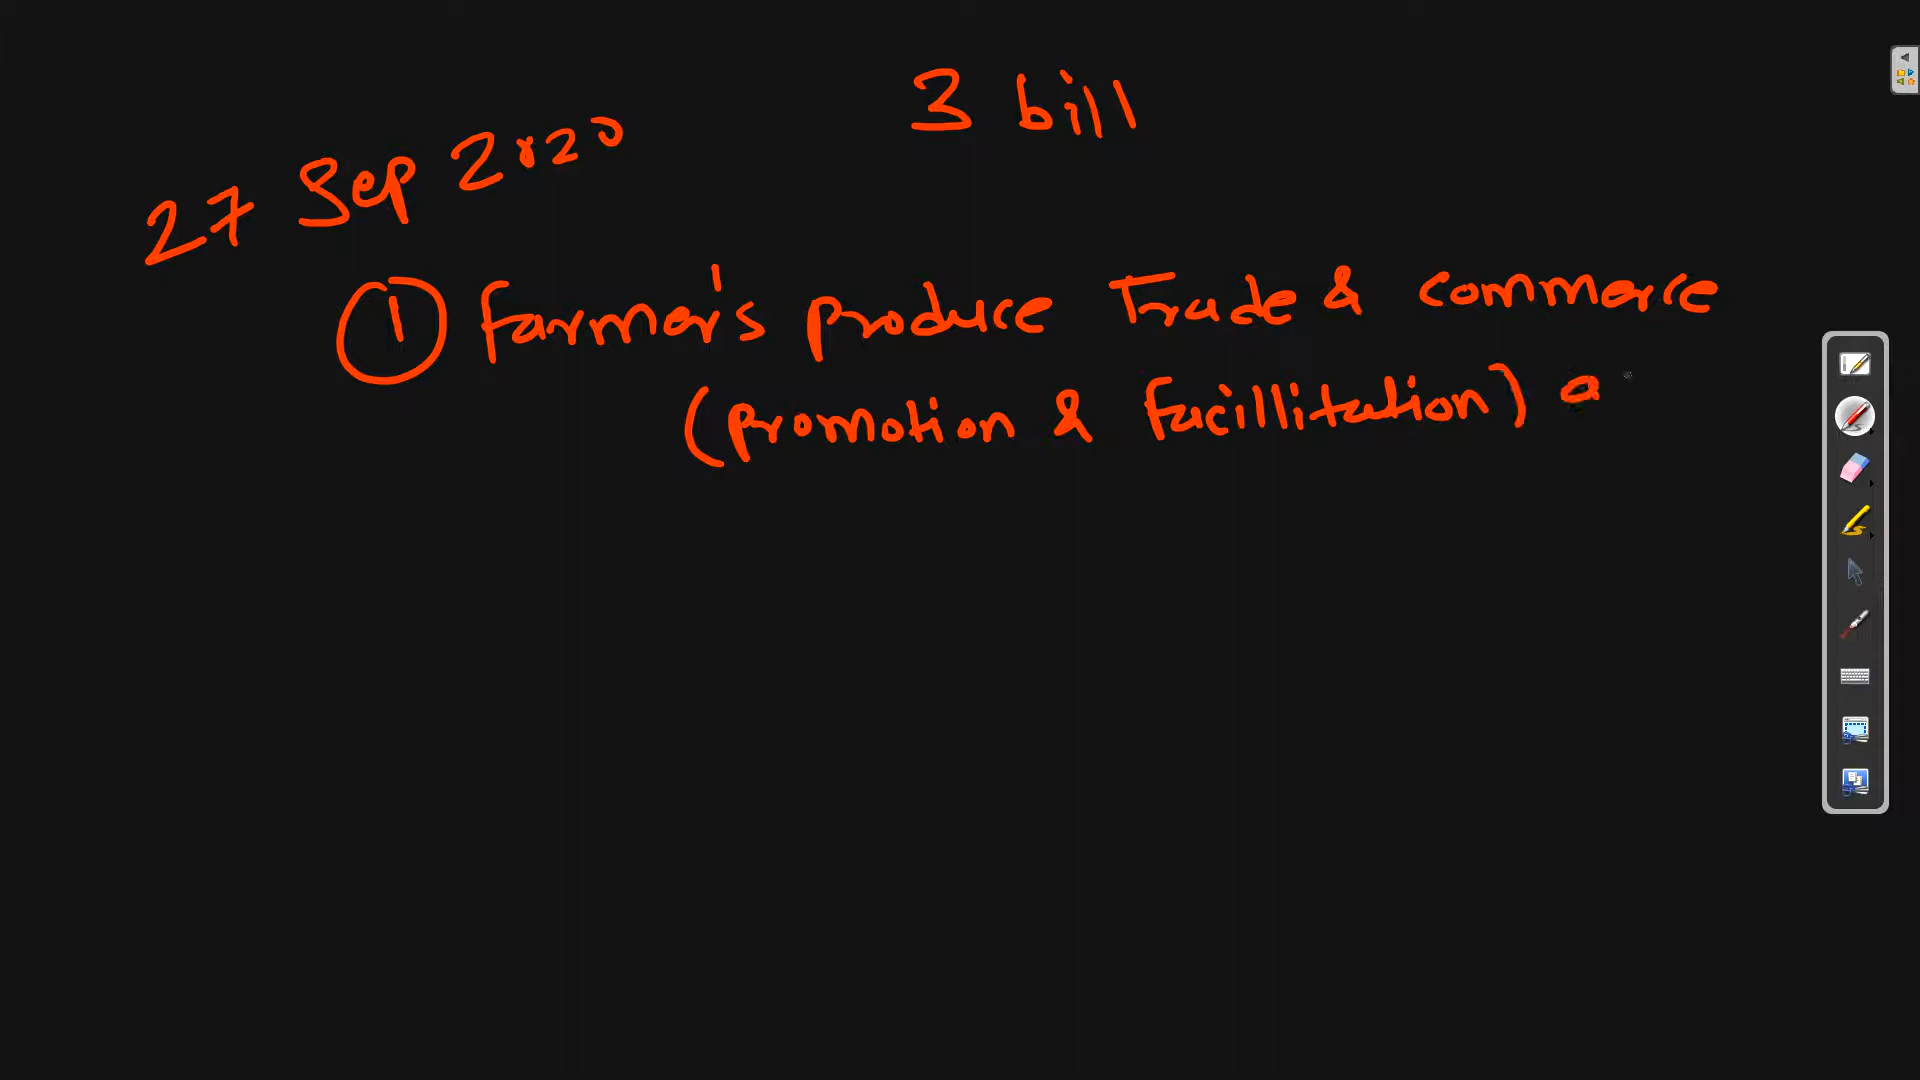 3 bill
27 Sep 2020
1 farmer's produce Trade & commerce
(promotion & facillitation) a